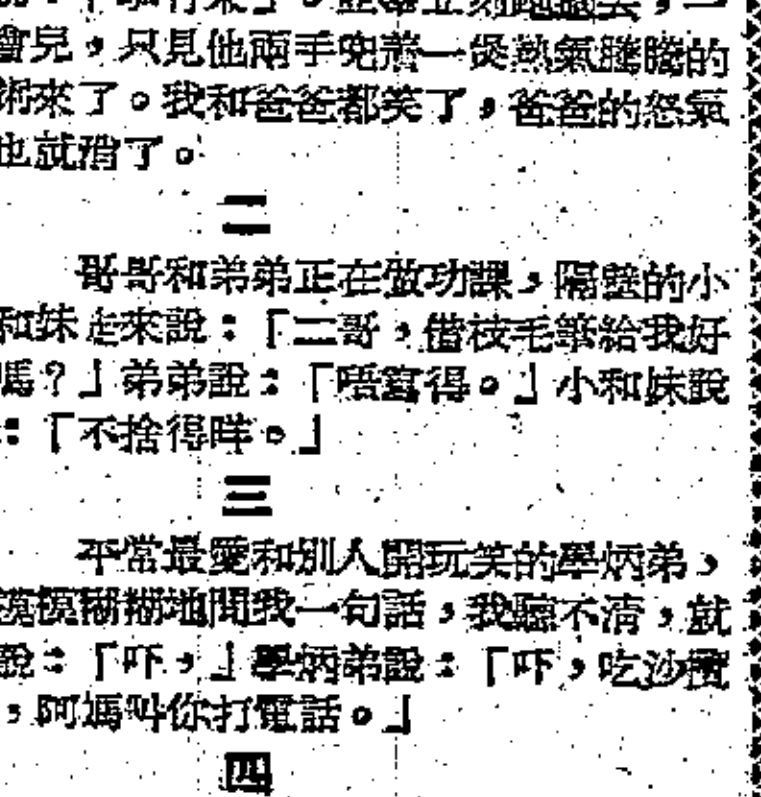 會兒，只見他兩手兜着一熱氣騰騰的
來了。我和爸爸都笑了，爸爸的怒氣
也就消了。
二
哥哥和弟弟正在做功課，隔壁的小
和妹走來說：「二哥，借枝毛筆給我好
嗎？」弟弟說：「唔寫得。」小和妹說
：「不捨得咩。」
三
平常最愛和別人開玩笑的學炳弟，
模模糊糊地問我一句話，我聽不清，就
說：「吓，」學炳弟說：「吓，吃沙欖
，阿媽叫你打電話。」
四